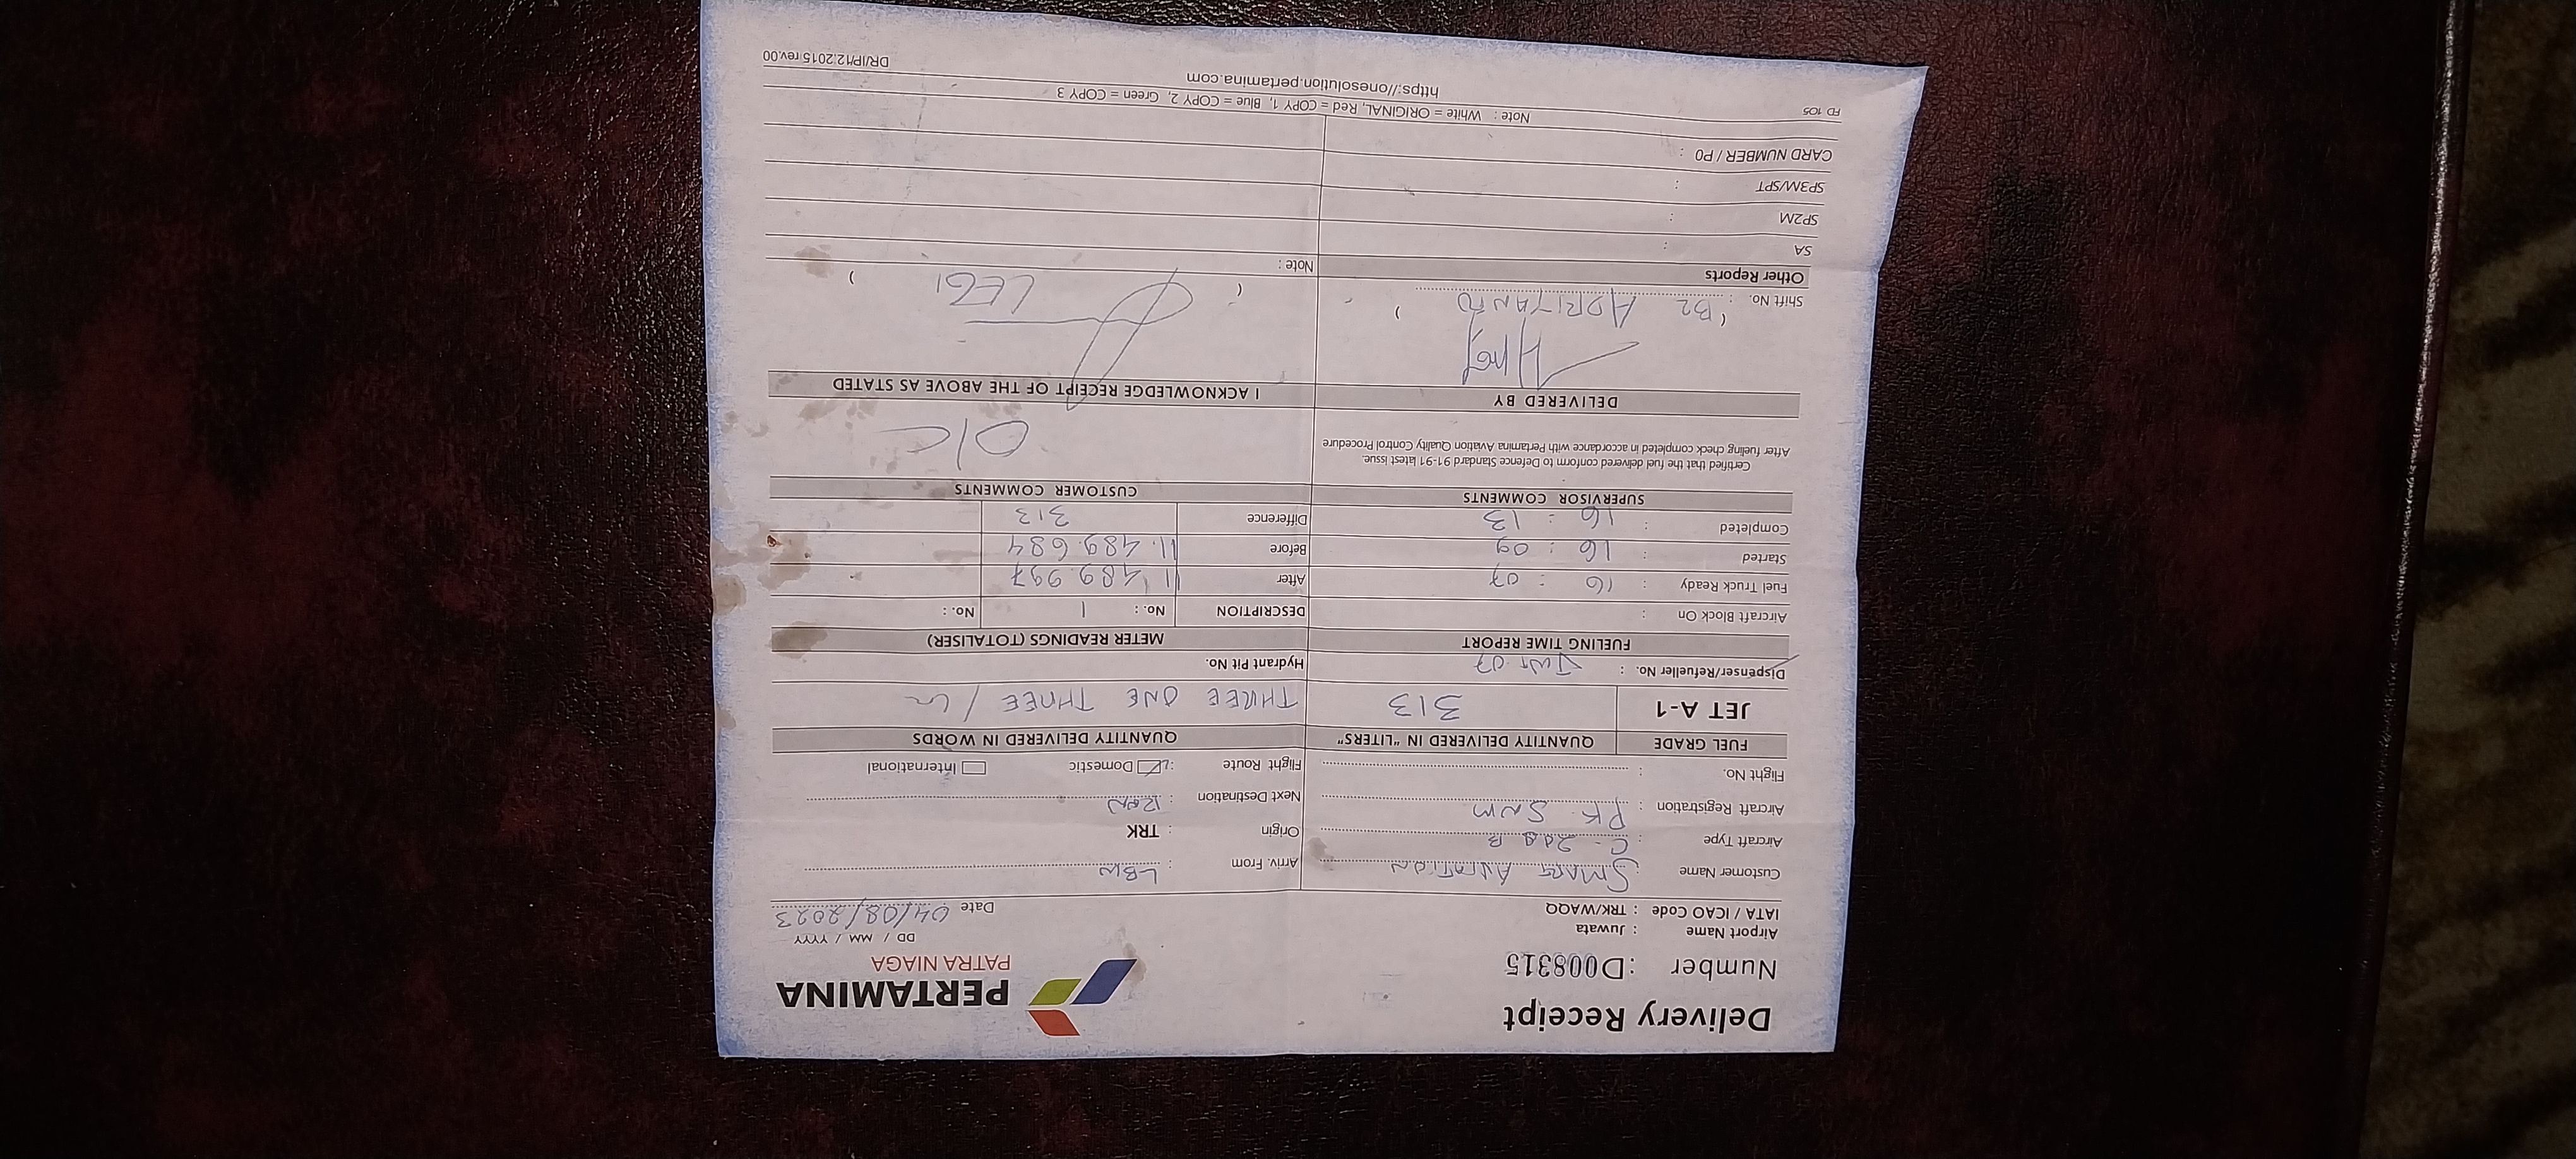 Delivery Receipt
PERTAMINA
PATRA NIAGA
Number : D008315
DD / MM / YYYY
Airport Name : Juwata
Date 04/08/2023
IATA / ICAO Code : TRK/WAQQ
Customer Name : SMART AVIATION
Arriv. From : LBW
Aircraft Type : C-208 B
Origin : TRK
Aircraft Registration : PK SNM
Next Destination :
Flight No. :
Flight Route : Domestic International
FUEL GRADE QUANTITY DELIVERED IN "LITERS" QUANTITY DELIVERED IN WORDS
JET A-1 313 THREE ONE THREE /
Dispenser/Refueller No. : 07 Hydrant Pit No.
FUELING TIME REPORT METER READINGS (TOTALISER)
Aircraft Block On : DESCRIPTION No. : 1 No. :
Fuel Truck Ready : 16 : 07 After 11.489.997
Started : 16 : 09 Before 11.489.684
Completed : 16 : 13 Difference 313
SUPERVISOR COMMENTS CUSTOMER COMMENTS
Certified that the fuel delivered conform to Defence Standard 91-91 latest issue.
After fueling check completed in accordance with Pertamina Aviation Quality Control Procedure
O/C
DELIVERED BY I ACKNOWLEDGE RECEIPT OF THE ABOVE AS STATED
( ADRITANTO ) ( LEGI )
Shift No. : B2
Other Reports Note :
SA :
SP2M :
SP3M/SPT :
CARD NUMBER / PO :
FD 105 Note : White = ORIGINAL, Red = COPY 1, Blue = COPY 2, Green = COPY 3
https://onesolution.pertamina.com DR/IP/12.2015 rev.00